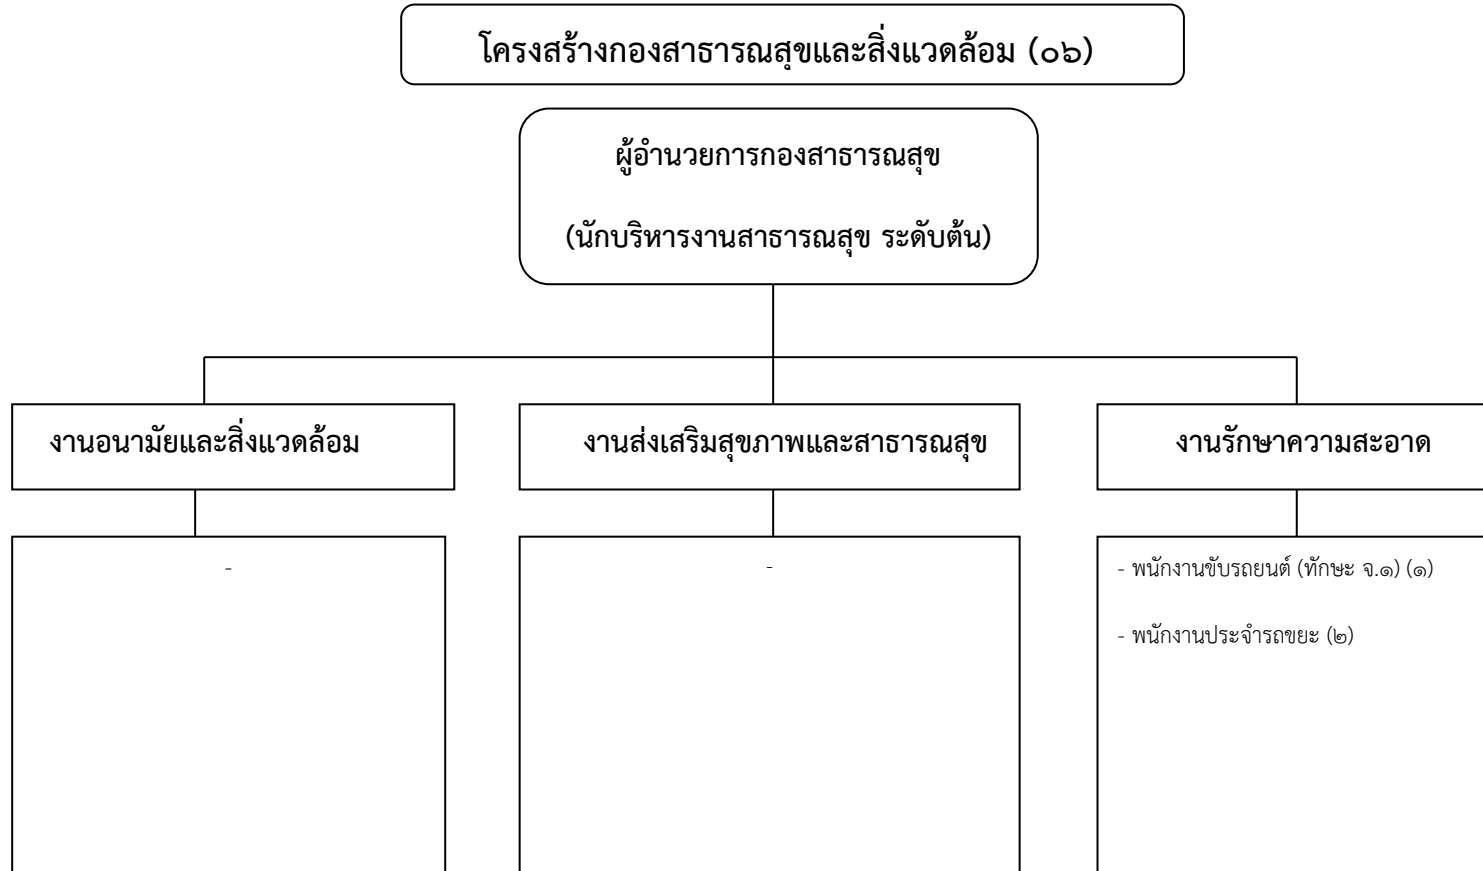 โครงสร้างกองสาธารณสุขและสิ่งแวดล้อม (๐๖)
ผู้อำนวยการกองสาธารณสุข
(นักบริหารงานสาธารณสุข ระดับต้น)
งานอนามัยและสิ่งแวดล้อม
-
งานส่งเสริมสุขภาพและสาธารณสุข
-
งานรักษาความสะอาด
- พนักงานขับรถยนต์ (ทักษะ จ.๑) (๑)
- พนักงานประจำรถขยะ (๒)